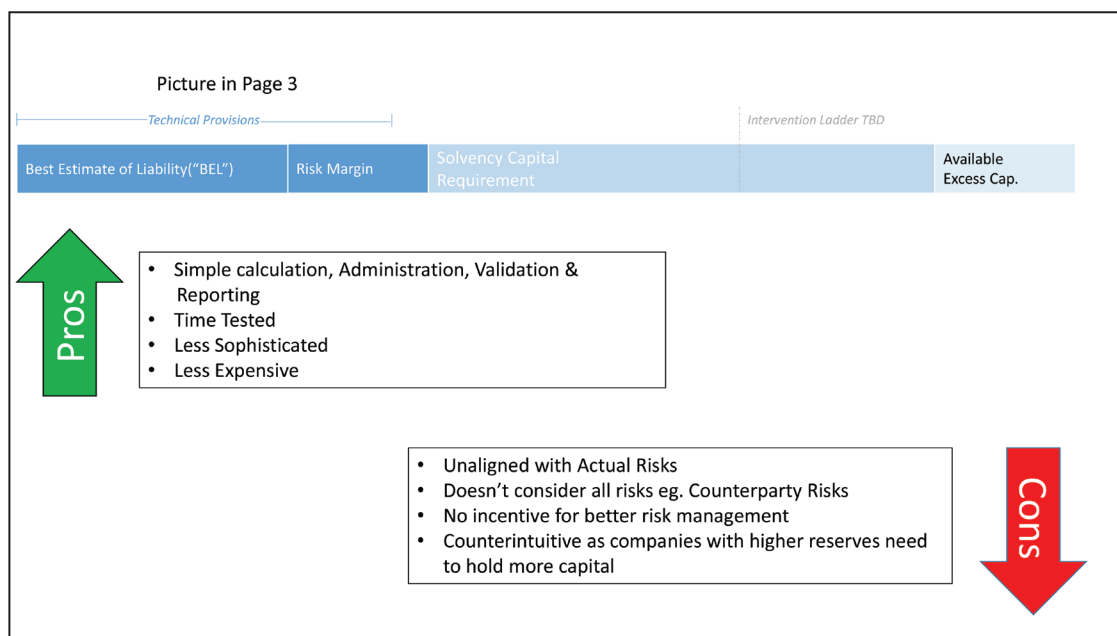 Picture in Page 3
Technical Provisions
Intervention Ladder TBD
Best Estimate of Liability("BEL")
Risk Margin
Solvency Capital
Requirement
Available
Excess Cap.
Pros
• Simple calculation, Administration, Validation &
Reporting
• Time Tested
• Less Sophisticated
• Less Expensive
• Unaligned with Actual Risks
• Doesn't consider all risks eg. Counterparty Risks
• No incentive for better risk management
• Counterintuitive as companies with higher reserves need
to hold more capital
Cons